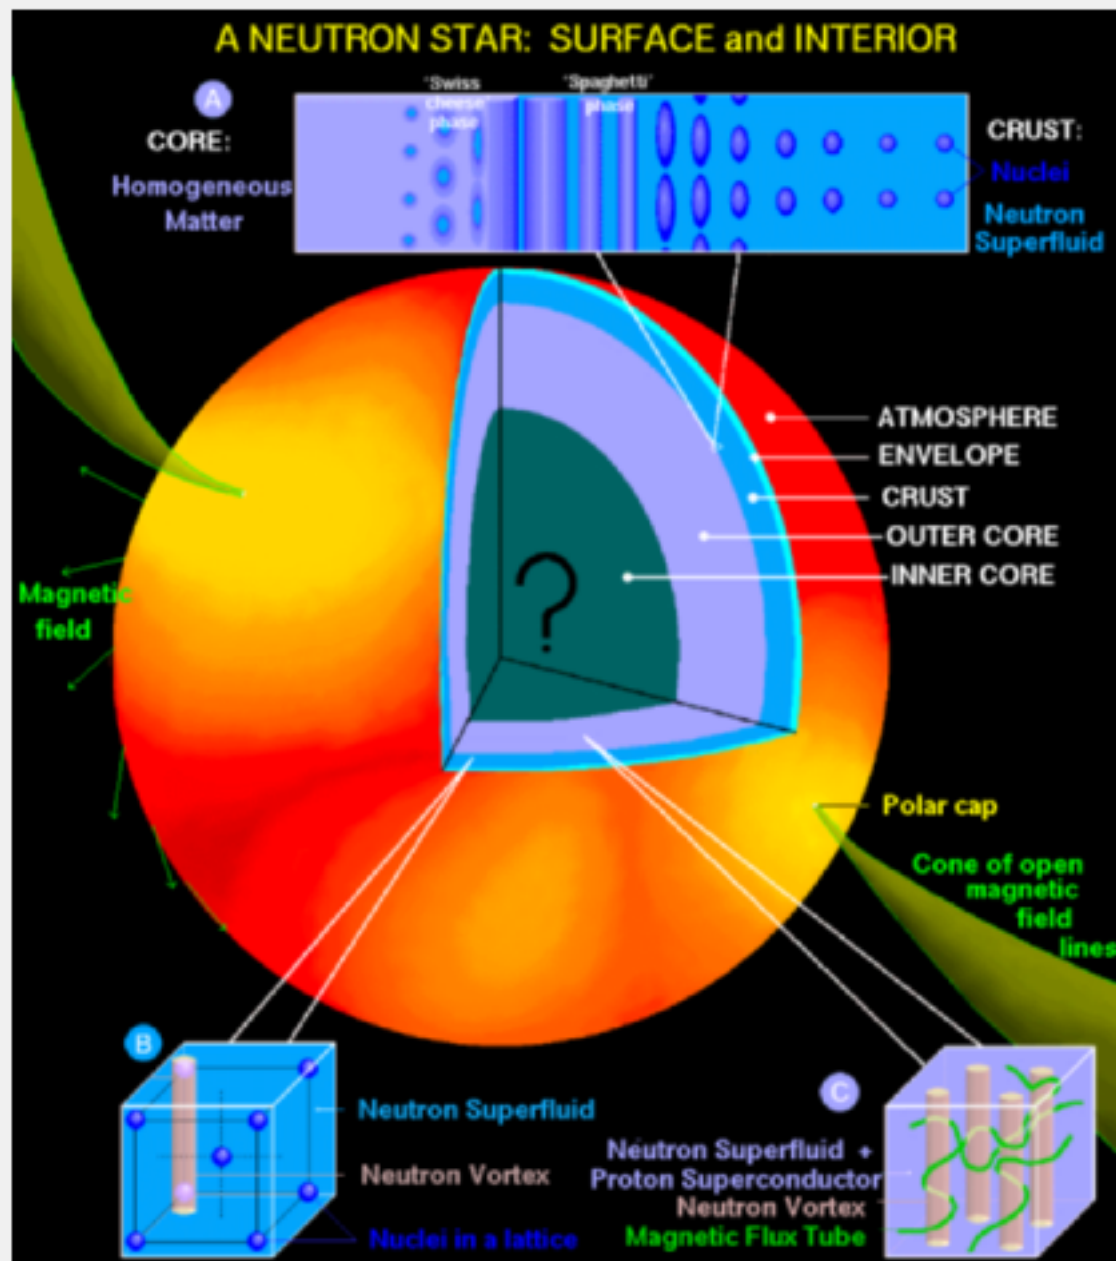 A NEUTRON STAR: SURFACE and INTERIOR
A
'Swiss
cheese'
phase
'Spaghetti'
phase
CORE:
Homogeneous
Matter
CRUST:
Nuclei
Neutron
Superfluid
ATMOSPHERE
ENVELOPE
CRUST
OUTER CORE
INNER CORE
?
Magnetic
field
Polar cap
Cone of open
magnetic
field
lines
B
Neutron Superfluid
Neutron Vortex
Nuclei in a lattice
C
Neutron Superfluid +
Proton Superconductor
Neutron Vortex
Magnetic Flux Tube